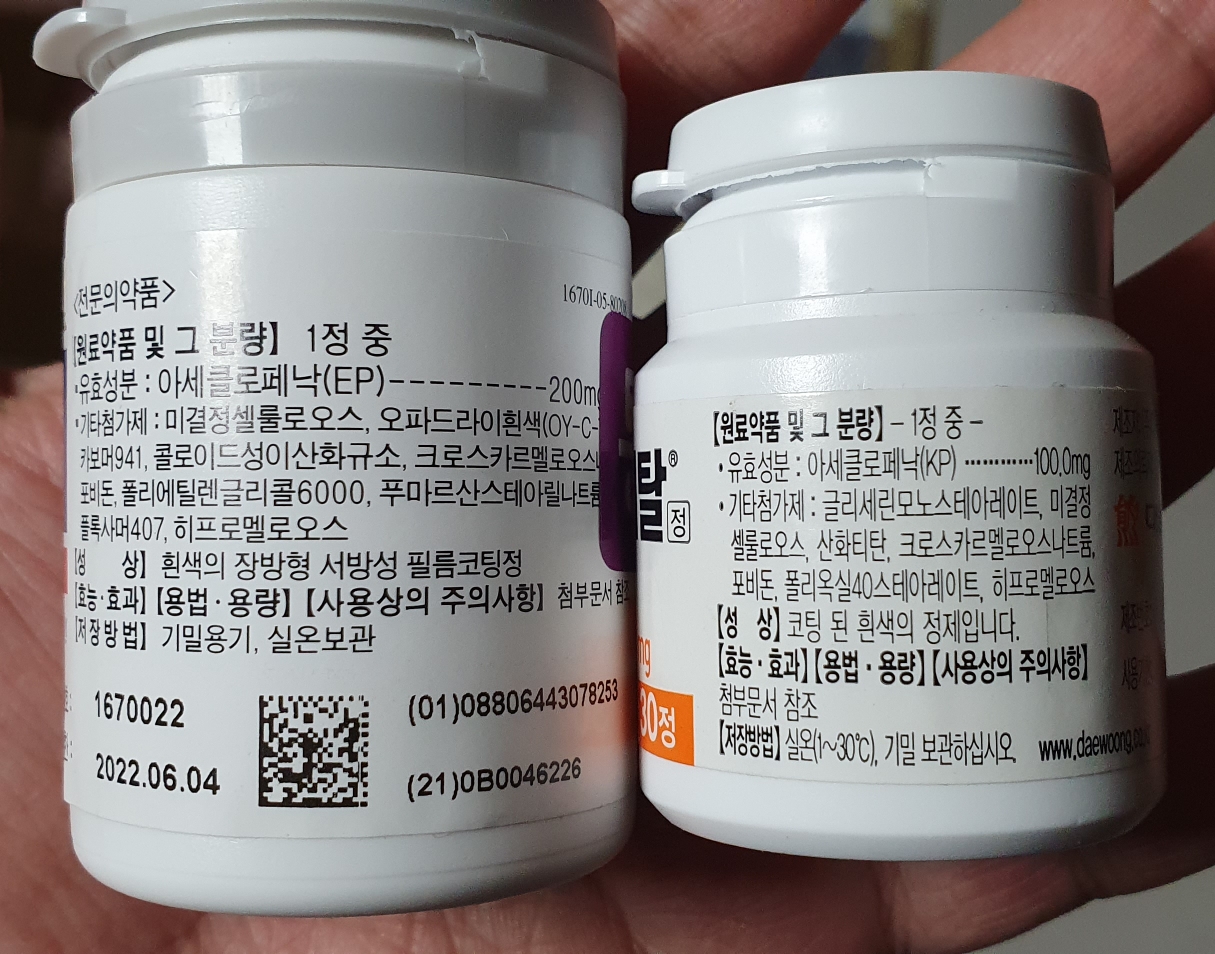 <전문의약품>
【원료약품 및 그 분량】 1정 중
·유효성분 : 아세클로페낙(EP)----------200mg
·기타첨가제 : 미결정셀룰로오스, 오파드라이흰색(OY-C-
카보머941, 콜로이드성이산화규소, 크로스카르멜로오스
포비돈, 폴리에틸렌글리콜6000, 푸마르산스테아릴나트륨
폴록사머407, 히프로멜로오스
【성 상】 흰색의 장방형 서방성 필름코팅정
【효능·효과】【용법·용량】【사용상의 주의사항】 첨부문서 참조
【저장방법】 기밀용기, 실온보관
1670022
2022.06.04
(01)08806443078253
(21)0B0046226
탈®
정
mg
30정
【원료약품 및 그 분량】 – 1정 중 –
·유효성분 : 아세클로페낙(KP) ············100.0mg
·기타첨가제 : 글리세린모노스테아레이트, 미결정
셀룰로오스, 산화티탄, 크로스카르멜로오스나트륨,
포비돈, 폴리옥실40스테아레이트, 히프로멜로오스
【성 상】 코팅 된 흰색의 정제입니다.
【효능·효과】【용법·용량】【사용상의 주의사항】
첨부문서 참조
【저장방법】 실온(1~30℃), 기밀 보관하십시오.
www.daewoong.co